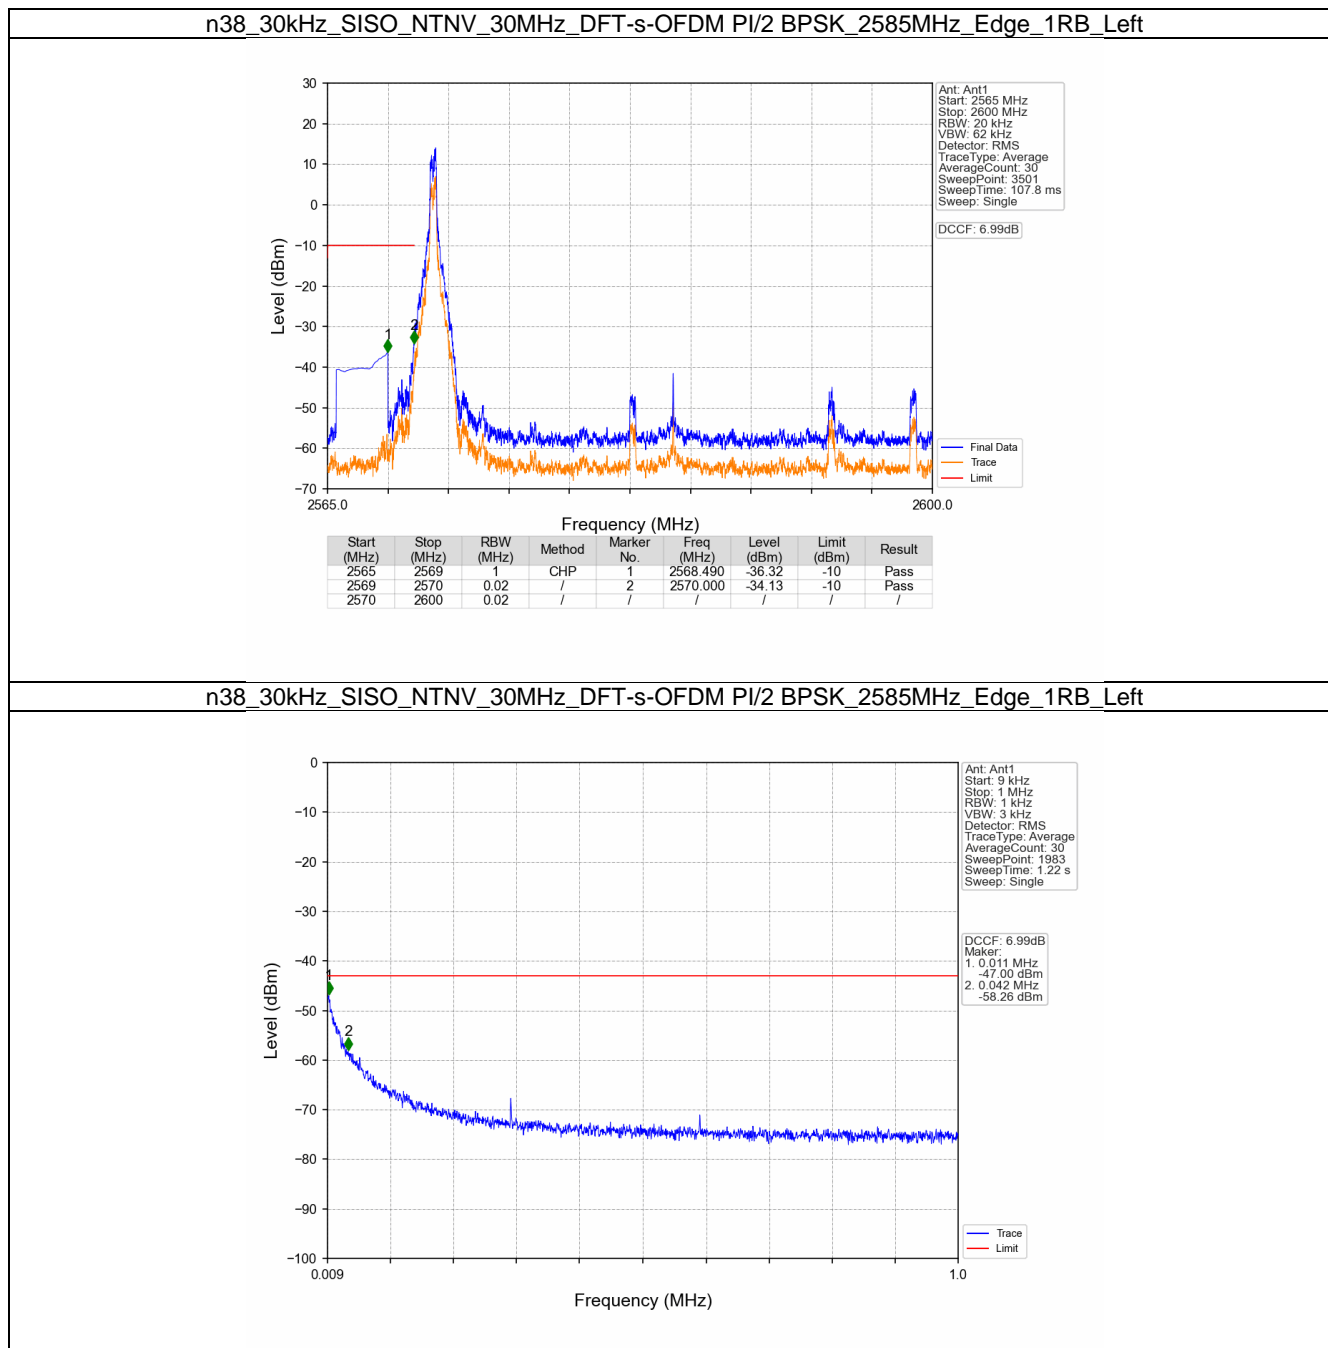 n38_30kHz_SISO_NTNV_30MHz_DFT-s-OFDM PI/2 BPSK_2585MHz_Edge_1RB_Left
30
20
10
0
−10
−20
−30
−40
−50
−60
−70
Level (dBm)
1
2
2565.0
2600.0
Frequency (MHz)
Ant: Ant1
Start: 2565 MHz
Stop: 2600 MHz
RBW: 20 kHz
VBW: 62 kHz
Detector: RMS
TraceType: Average
AverageCount: 30
SweepPoint: 3501
SweepTime: 107.8 ms
Sweep: Single
DCCF: 6.99dB
Final Data
Trace
Limit
Start (MHz) Stop (MHz) RBW (MHz) Method Marker No. Freq (MHz) Level (dBm) Limit (dBm) Result
2565 2569 1 CHP 1 2568.490 -36.32 -10 Pass
2569 2570 0.02 / 2 2570.000 -34.13 -10 Pass
2570 2600 0.02 / / / / / /
n38_30kHz_SISO_NTNV_30MHz_DFT-s-OFDM PI/2 BPSK_2585MHz_Edge_1RB_Left
0
−10
−20
−30
−40
−50
−60
−70
−80
−90
−100
Level (dBm)
1
2
0.009
1.0
Frequency (MHz)
Ant: Ant1
Start: 9 kHz
Stop: 1 MHz
RBW: 1 kHz
VBW: 3 kHz
Detector: RMS
TraceType: Average
AverageCount: 30
SweepPoint: 1983
SweepTime: 1.22 s
Sweep: Single
DCCF: 6.99dB
Maker:
1. 0.011 MHz
-47.00 dBm
2. 0.042 MHz
-58.26 dBm
Trace
Limit